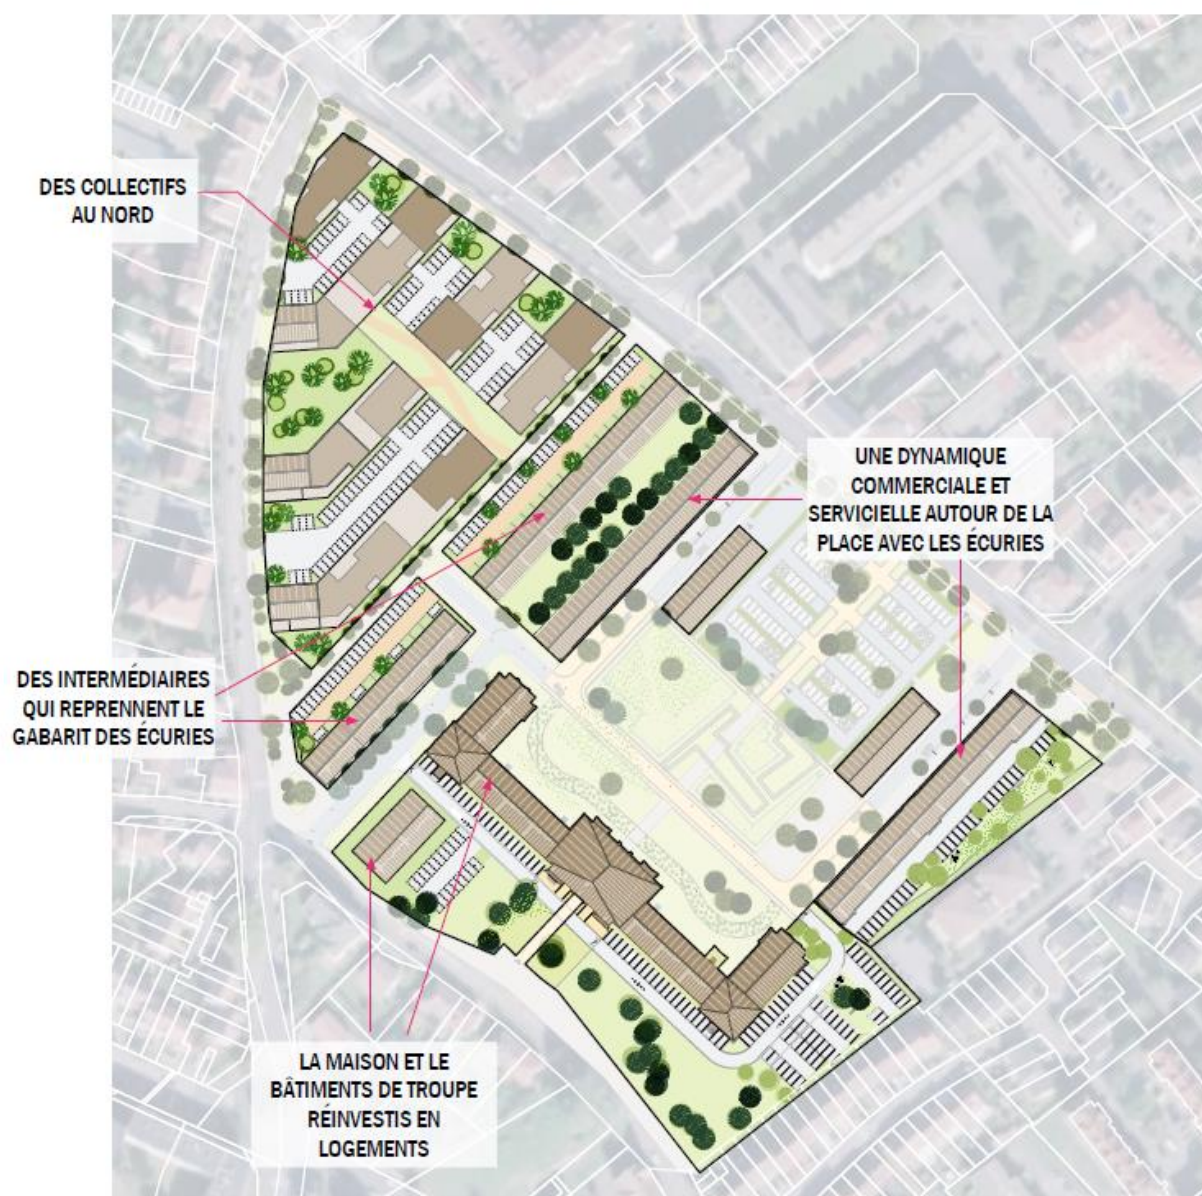 DES COLLECTIFS
AU NORD
UNE DYNAMIQUE
COMMERCIALE ET
SERVICIELLE AUTOUR DE LA
PLACE AVEC LES ÉCURIES
DES INTERMÉDIAIRES
QUI REPRENNENT LE
GABARIT DES ÉCURIES
LA MAISON ET LE
BÂTIMENTS DE TROUPE
RÉINVESTIS EN
LOGEMENTS